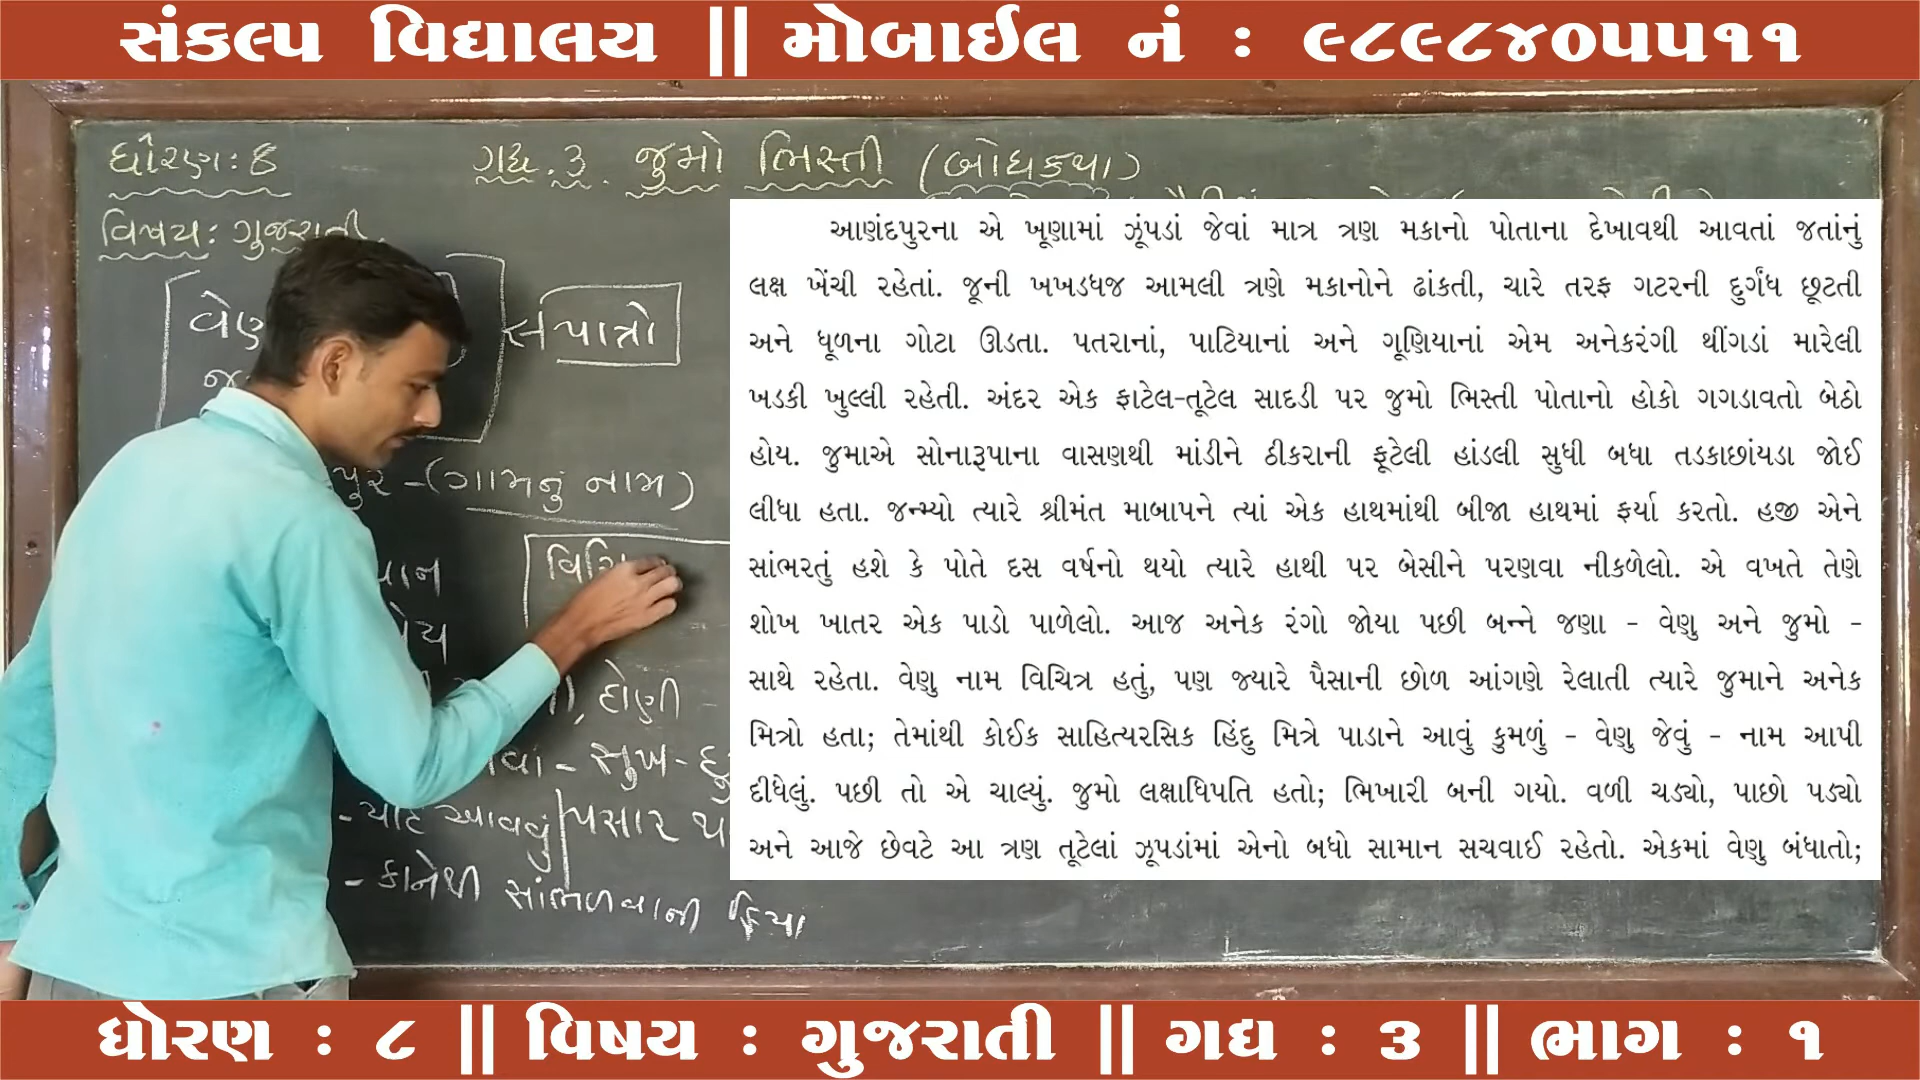 સંકલ્પ વિદ્યાલય || મોબાઈલ નં : ૯૮૯૮૪૦૫૫૧૧
ધોરણ : 8
ગદ્ય. ૩. જુમો ભિસ્તી (બોધકથા)
વિષય : ગુજરાતી.
પાત્રો
પુર - (ગામનું નામ)
દોણી -
સુખ -
પસાર
- કાનેથી સાંભળવાની ક્રિયા
આણંદપુરના એ ખૂણામાં ઝૂંપડાં જેવાં માત્ર ત્રણ મકાનો પોતાના દેખાવથી આવતાં જતાંનું
લક્ષ ખેંચી રહેતાં. જૂની ખખડધજ આમલી ત્રણે મકાનોને ઢાંકતી, ચારે તરફ ગટરની દુર્ગંધ છૂટતી
અને ધૂળના ગોટા ઊડતા. પતરાનાં, પાટિયાનાં અને ગૂણિયાનાં એમ અનેકરંગી થીંગડાં મારેલી
ખડકી ખુલ્લી રહેતી. અંદર એક ફાટેલ-તૂટેલ સાદડી પર જુમો ભિસ્તી પોતાનો હોકો ગગડાવતો બેઠો
હોય. જુમાએ સોનારૂપાના વાસણથી માંડીને ઠીકરાની ફૂટેલી હાંડલી સુધી બધા તડકાછાંયડા જોઈ
લીધા હતા. જન્મ્યો ત્યારે શ્રીમંત માબાપને ત્યાં એક હાથમાંથી બીજા હાથમાં ફર્યા કરતો. હજી એને
સાંભરતું હશે કે પોતે દસ વર્ષનો થયો ત્યારે હાથી પર બેસીને પરણવા નીકળેલો. એ વખતે તેણે
શોખ ખાતર એક પાડો પાળેલો. આજ અનેક રંગો જોયા પછી બન્ને જણા - વેણુ અને જુમો -
સાથે રહેતા. વેણુ નામ વિચિત્ર હતું, પણ જ્યારે પૈસાની છોળ આંગણે રેલાતી ત્યારે જુમાને અનેક
મિત્રો હતા; તેમાંથી કોઈક સાહિત્યરસિક હિંદુ મિત્રે પાડાને આવું કુમળું - વેણુ જેવું - નામ આપી
દીધેલું. પછી તો એ ચાલ્યું. જુમો લક્ષાધિપતિ હતો; ભિખારી બની ગયો. વળી ચડ્યો, પાછો પડ્યો
અને આજે છેવટે આ ત્રણ તૂટેલાં ઝૂપડાંમાં એનો બધો સામાન સચવાઈ રહેતો. એકમાં વેણુ બંધાતો;
ધોરણ : ૮ || વિષય : ગુજરાતી || ગદ્ય : ૩ || ભાગ : ૧